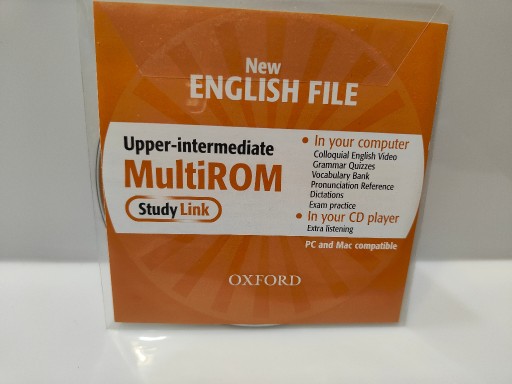 New
ENGLISH FILE
Upper-intermediate
MultiROM
Study Link
• In your computer
Colloquial English Video
Grammar Quizzes
Vocabulary Bank
Pronunciation Reference
Dictations
Exam practice
• In your CD player
Extra listening
PC and Mac compatible
OXFORD